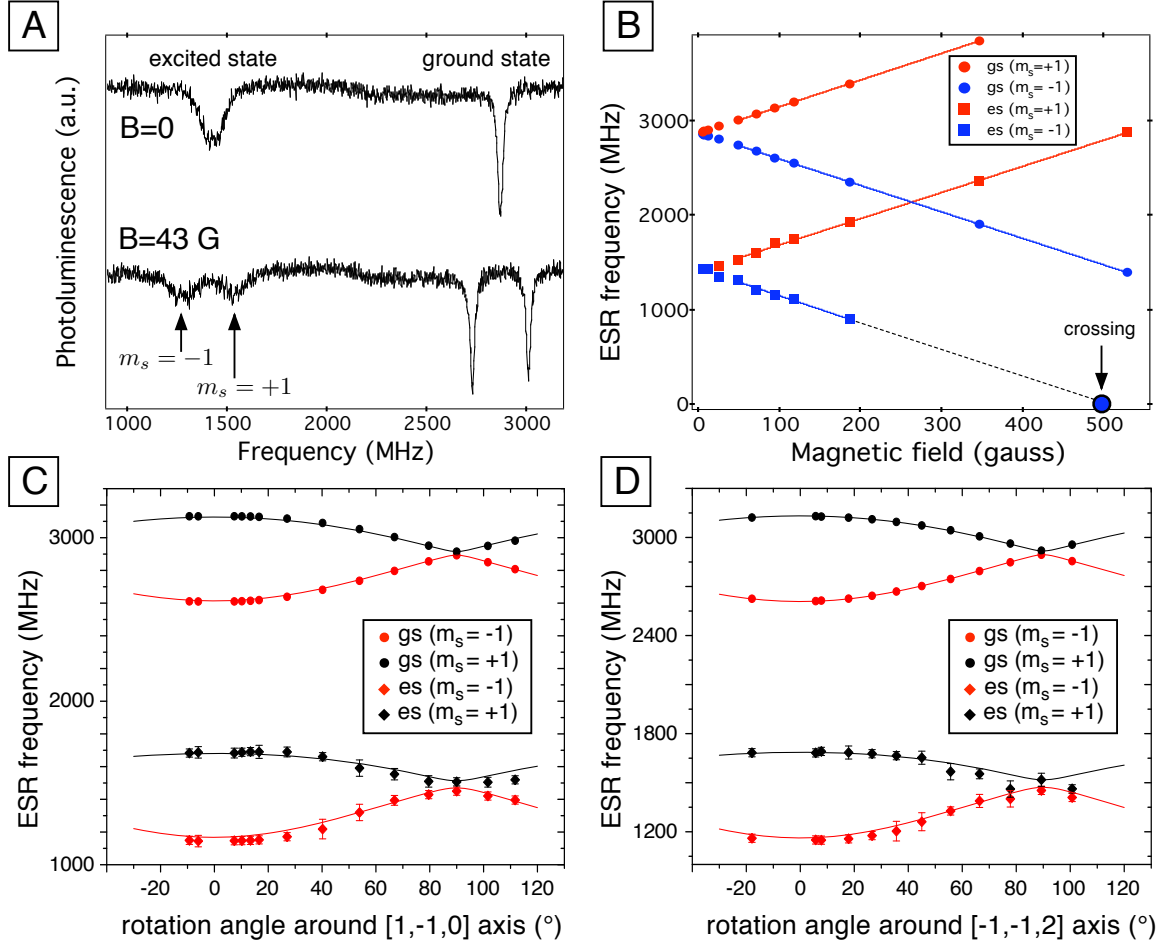 A
excited state
ground state
B=0
B=43 G
m_s = −1
m_s = +1
Photoluminescence (a.u.)
1000
1500
2000
2500
3000
Frequency (MHz)
B
gs (m_s=+1)
gs (m_s= -1)
es (m_s=+1)
es (m_s= -1)
crossing
ESR frequency (MHz)
3000
2000
1000
0
0
100
200
300
400
500
Magnetic field (gauss)
C
gs (m_s= -1)
gs (m_s= +1)
es (m_s= -1)
es (m_s= +1)
ESR frequency (MHz)
3000
2000
1000
-20
0
20
40
60
80
100
120
rotation angle around [1,-1,0] axis (°)
D
gs (m_s= -1)
gs (m_s= +1)
es (m_s= -1)
es (m_s= +1)
ESR frequency (MHz)
3000
2400
1800
1200
-20
0
20
40
60
80
100
120
rotation angle around [-1,-1,2] axis (°)